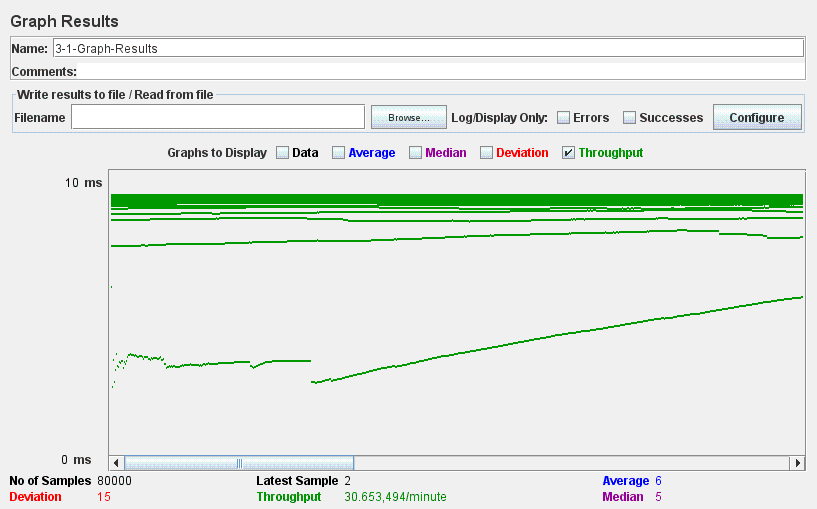 Graph Results
Name: 3-1-Graph-Results
Comments:
Write results to file / Read from file
Filename Browse... Log/Display Only: Errors Successes Configure
Graphs to Display Data Average Median Deviation Throughput
10 ms
0 ms
No of Samples 80000 Latest Sample 2 Average 6
Deviation 15 Throughput 30.653,494/minute Median 5